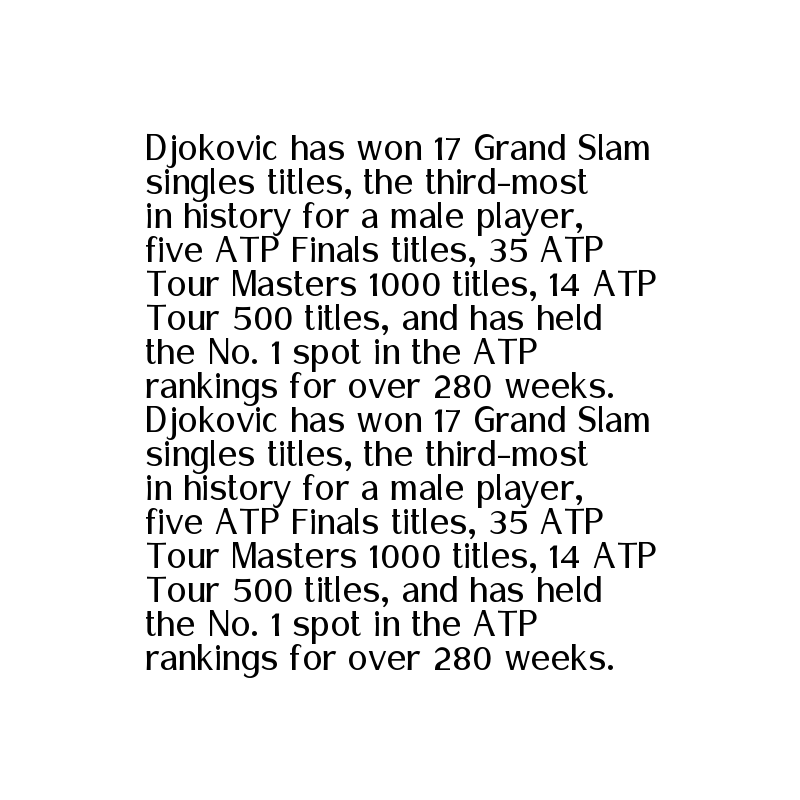 Djokovic has won 17 Grand Slam
singles titles, the third-most
in history for a male player,
five ATP Finals titles, 35 ATP
Tour Masters 1000 titles, 14 ATP
Tour 500 titles, and has held
the No. 1 spot in the ATP
rankings for over 280 weeks.
Djokovic has won 17 Grand Slam
singles titles, the third-most
in history for a male player,
five ATP Finals titles, 35 ATP
Tour Masters 1000 titles, 14 ATP
Tour 500 titles, and has held
the No. 1 spot in the ATP
rankings for over 280 weeks.